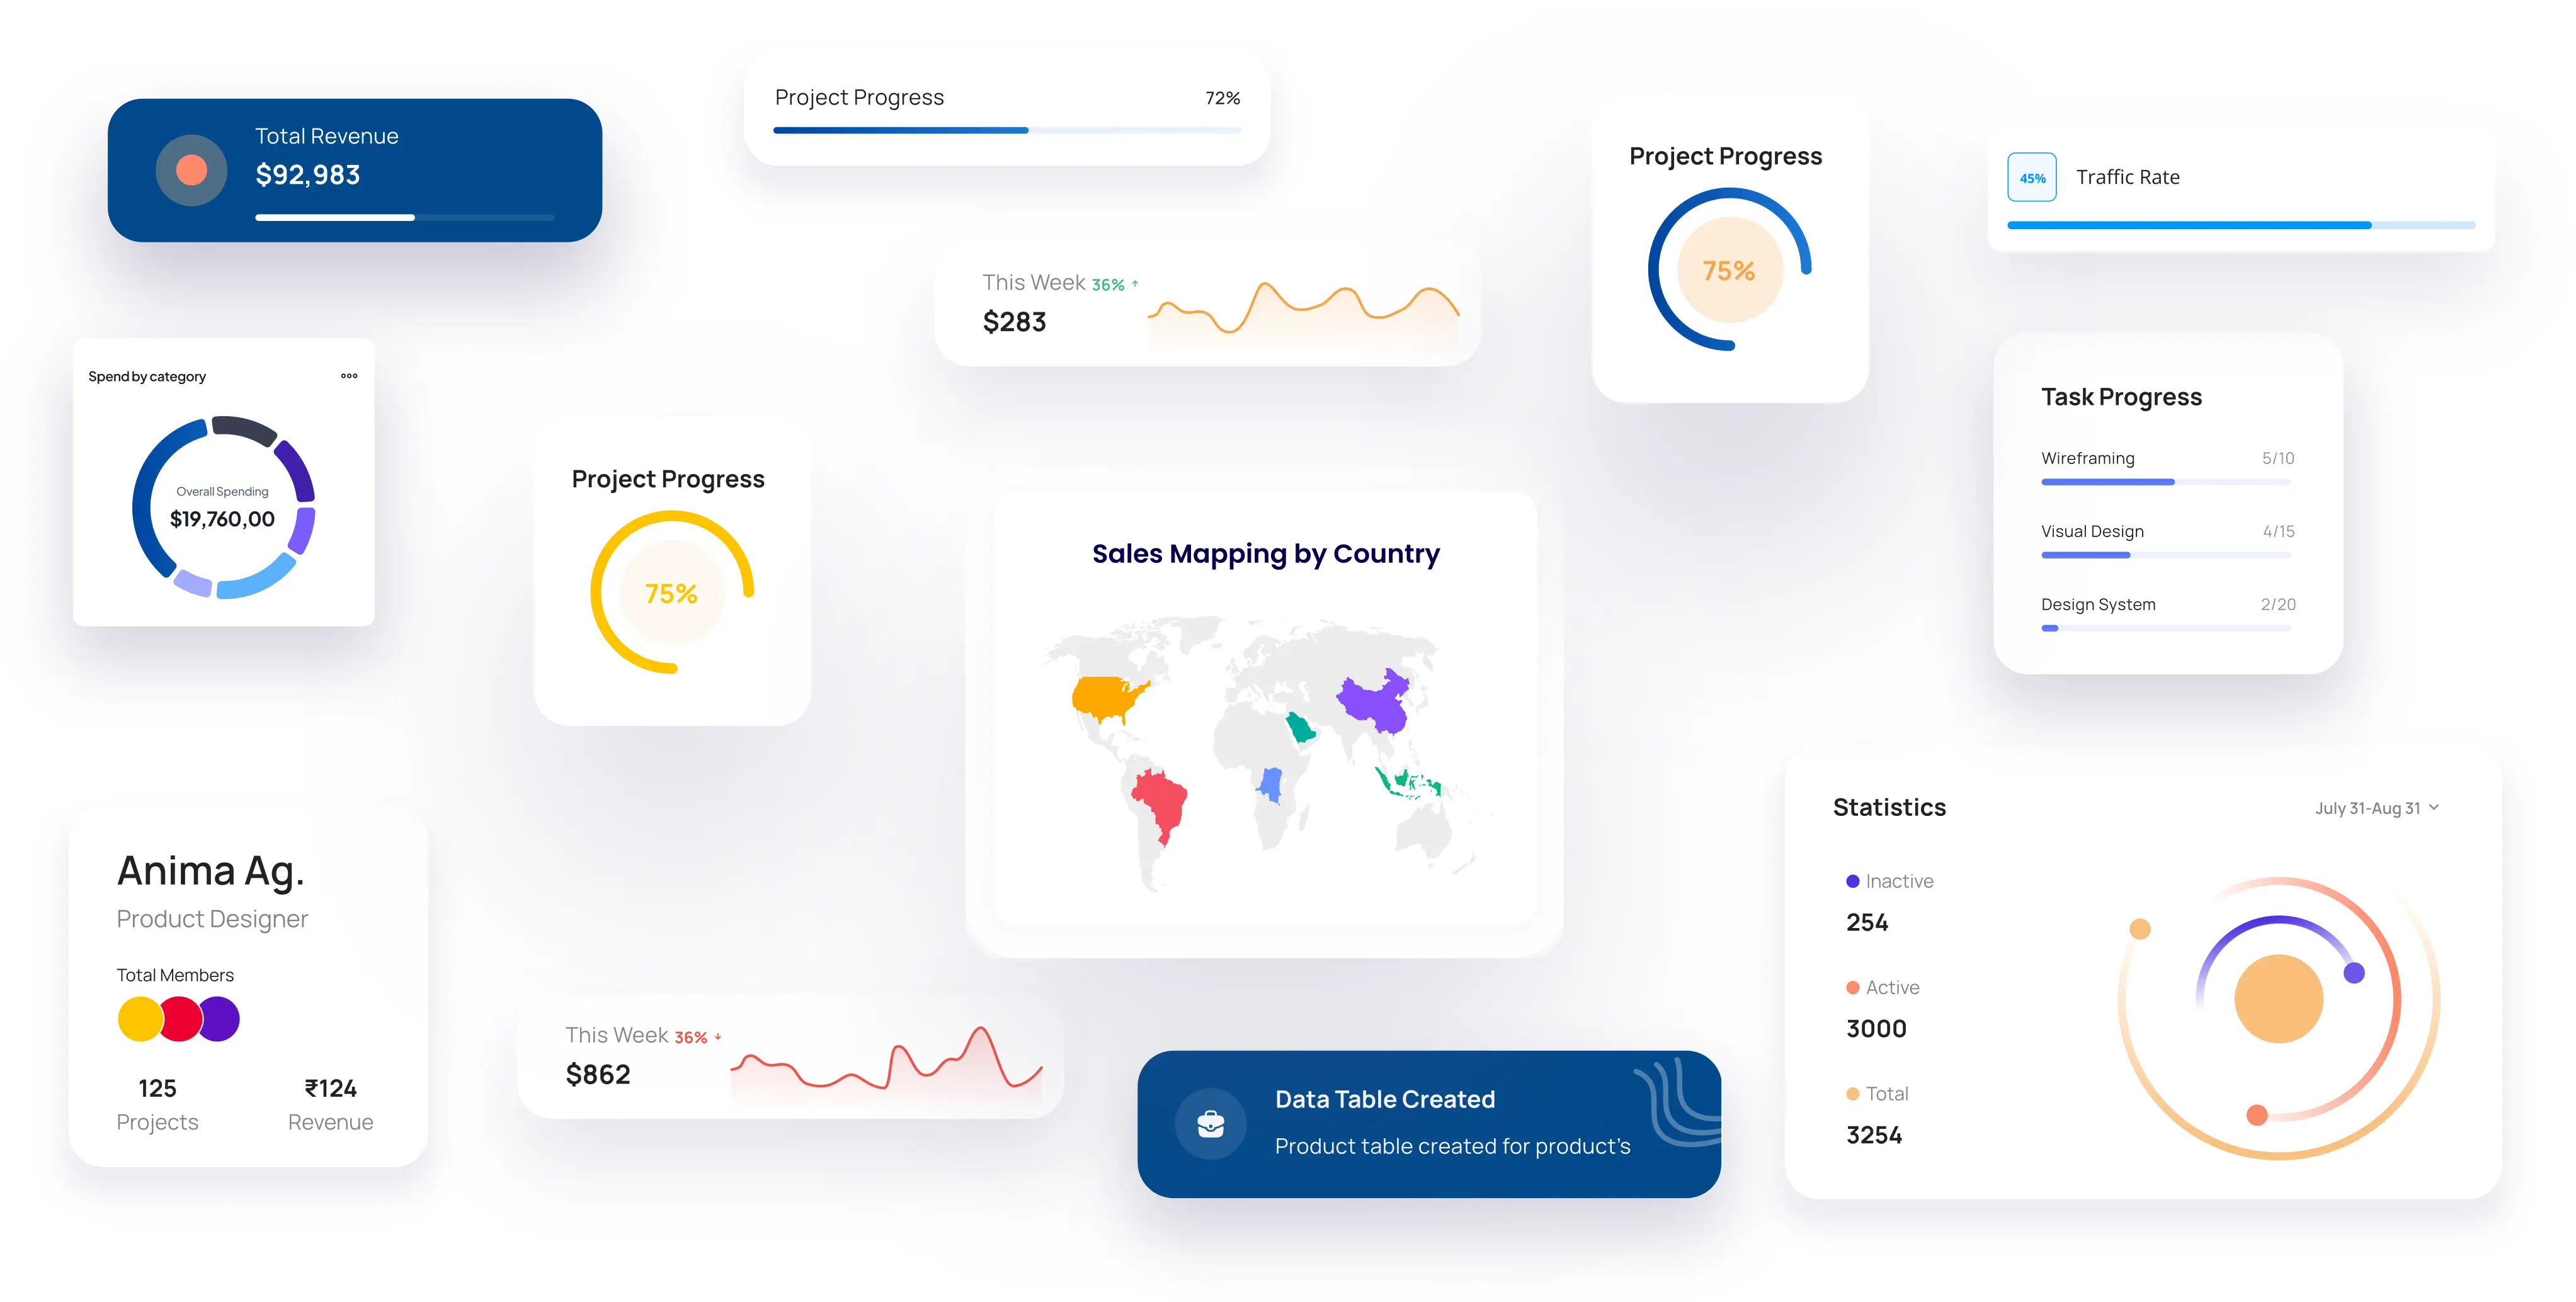 Total Revenue
$92,983
Project Progress
72%
This Week 36% ↑
$283
Project Progress
75%
45%
Traffic Rate
Spend by category
Overall Spending
$19,760,00
Project Progress
75%
Sales Mapping by Country
Task Progress
Wireframing 5/10
Visual Design 4/15
Design System 2/20
Anima Ag.
Product Designer
Total Members
125
Projects
₹124
Revenue
This Week 36% ↓
$862
Data Table Created
Product table created for product's
Statistics
July 31-Aug 31
Inactive
254
Active
3000
Total
3254